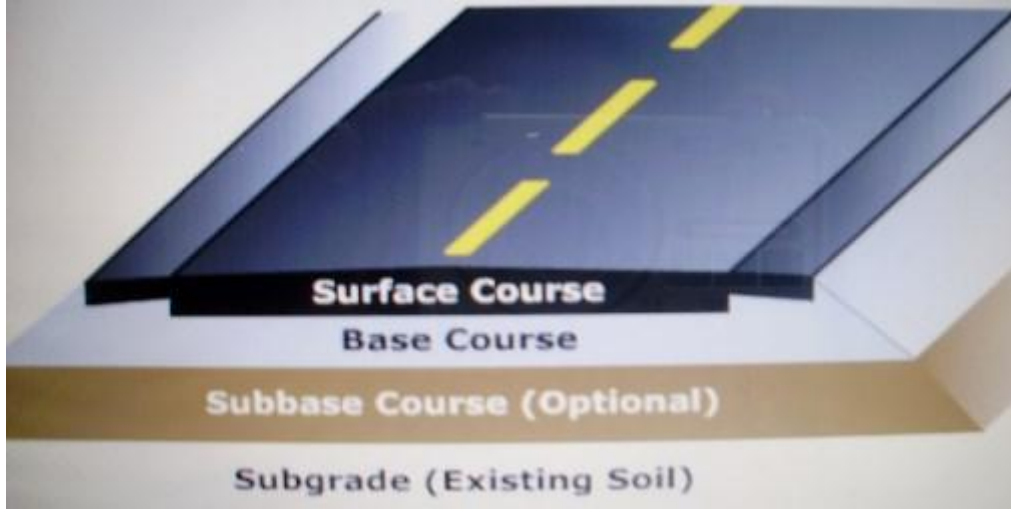 Surface Course
Base Course
Subbase Course (Optional)
Subgrade (Existing Soil)